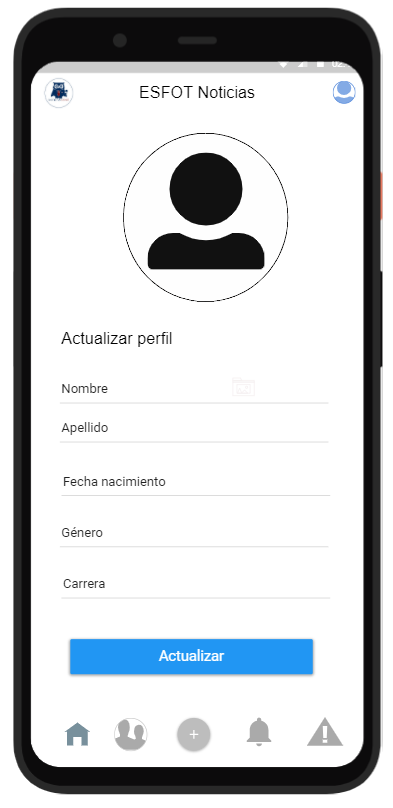 ESFOT Noticias
Actualizar perfil
Nombre
Apellido
Fecha nacimiento
Género
Carrera
Actualizar